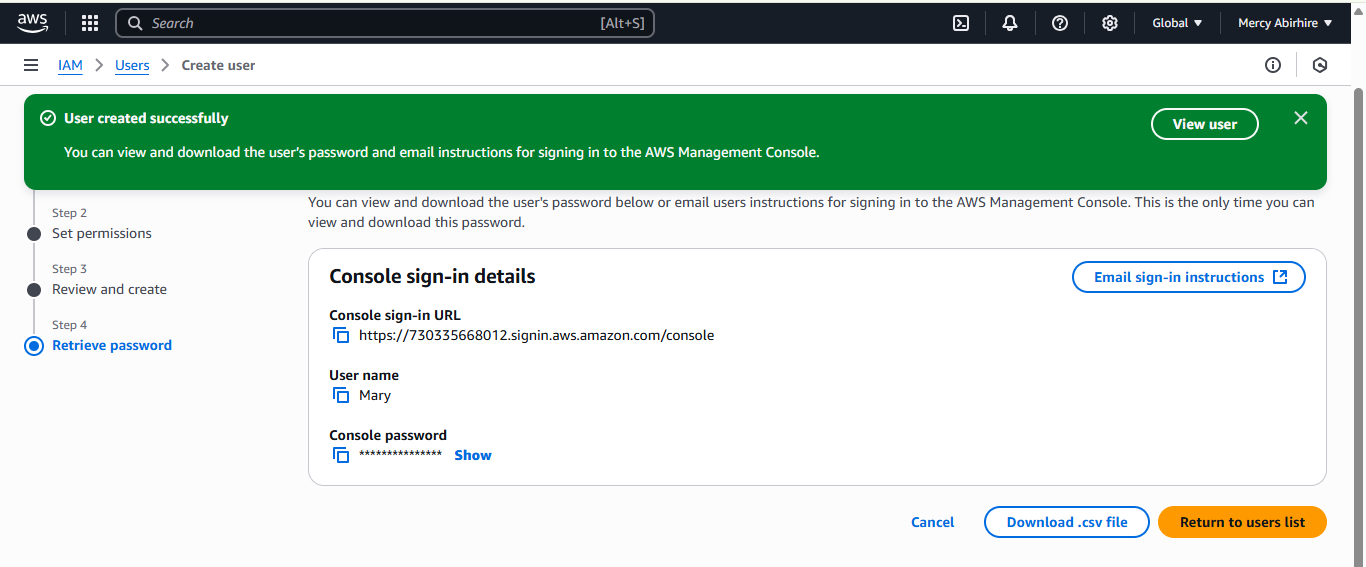 aws
Search [Alt+S]
Global
Mercy Abirhire
IAM
Users
Create user
User created successfully
You can view and download the user's password and email instructions for signing in to the AWS Management Console.
View user
Step 2
Set permissions
Step 3
Review and create
Step 4
Retrieve password
You can view and download the user's password below or email users instructions for signing in to the AWS Management Console. This is the only time you can
view and download this password.
Console sign-in details
Email sign-in instructions
Console sign-in URL
https://730335668012.signin.aws.amazon.com/console
User name
Mary
Console password
*************** Show
Cancel
Download .csv file
Return to users list